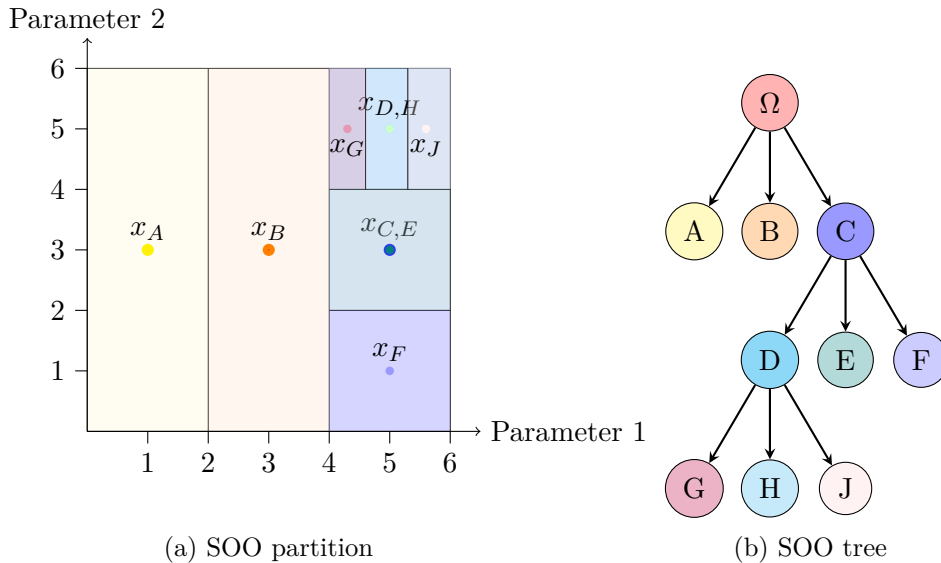 Parameter 2
6
5
4
3
2
1
x_A
x_B
x_{C,E}
x_{D,H}
x_G
x_J
x_F
1 2 3 4 5 6
Parameter 1
(a) SOO partition
Ω
A B C
D E F
G H J
(b) SOO tree